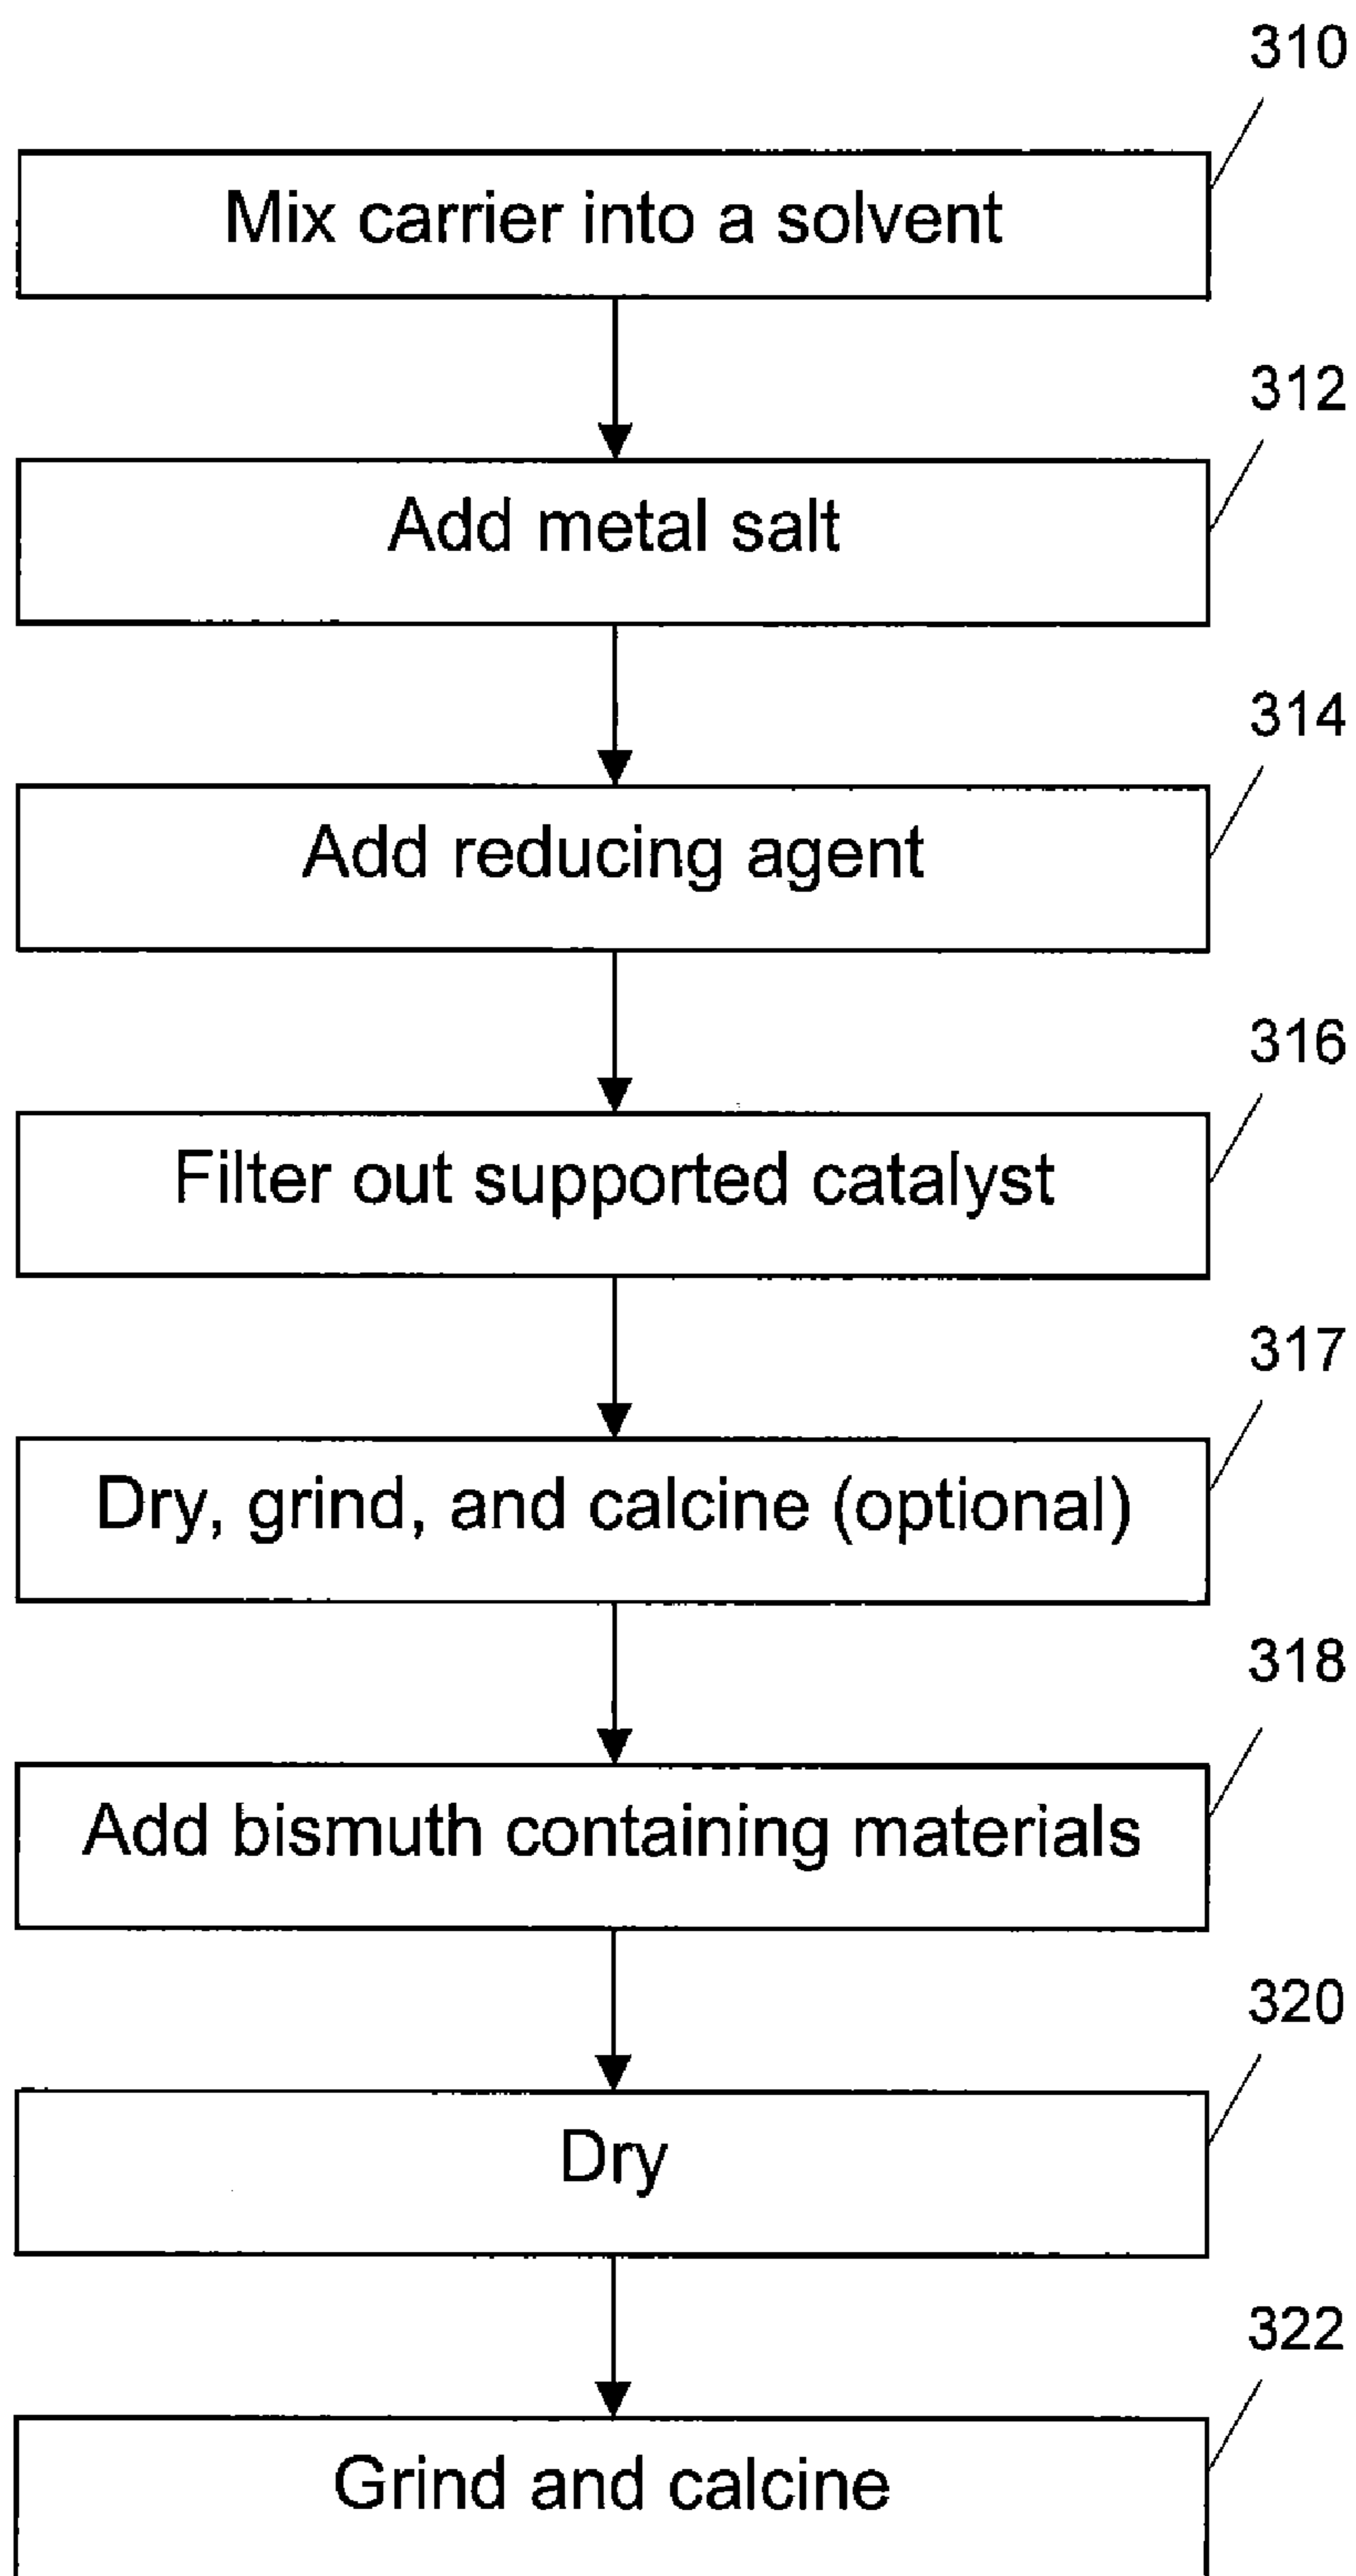 310
Mix carrier into a solvent
312
Add metal salt
314
Add reducing agent
316
Filter out supported catalyst
317
Dry, grind, and calcine (optional)
318
Add bismuth containing materials
320
Dry
322
Grind and calcine